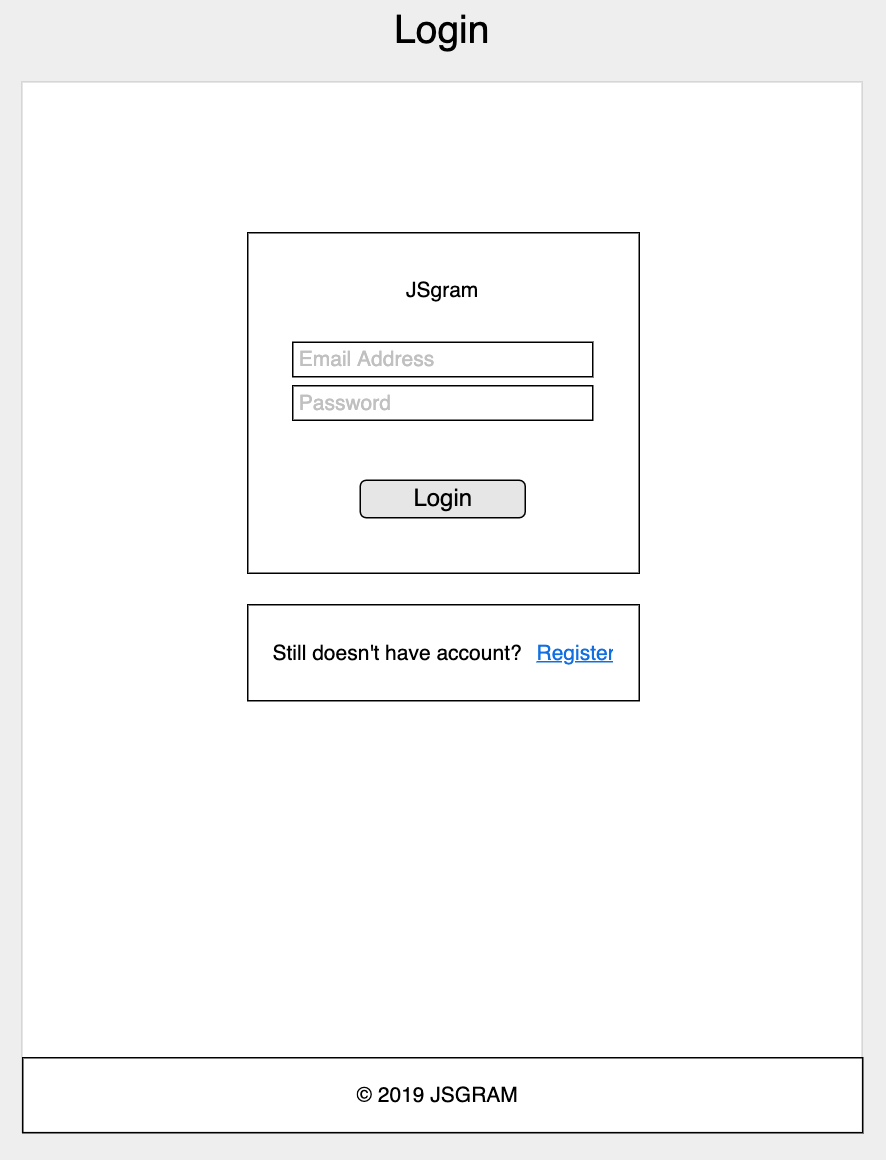 Login
JSgram
Email Address
Password
Login
Still doesn't have account? Register
© 2019 JSGRAM